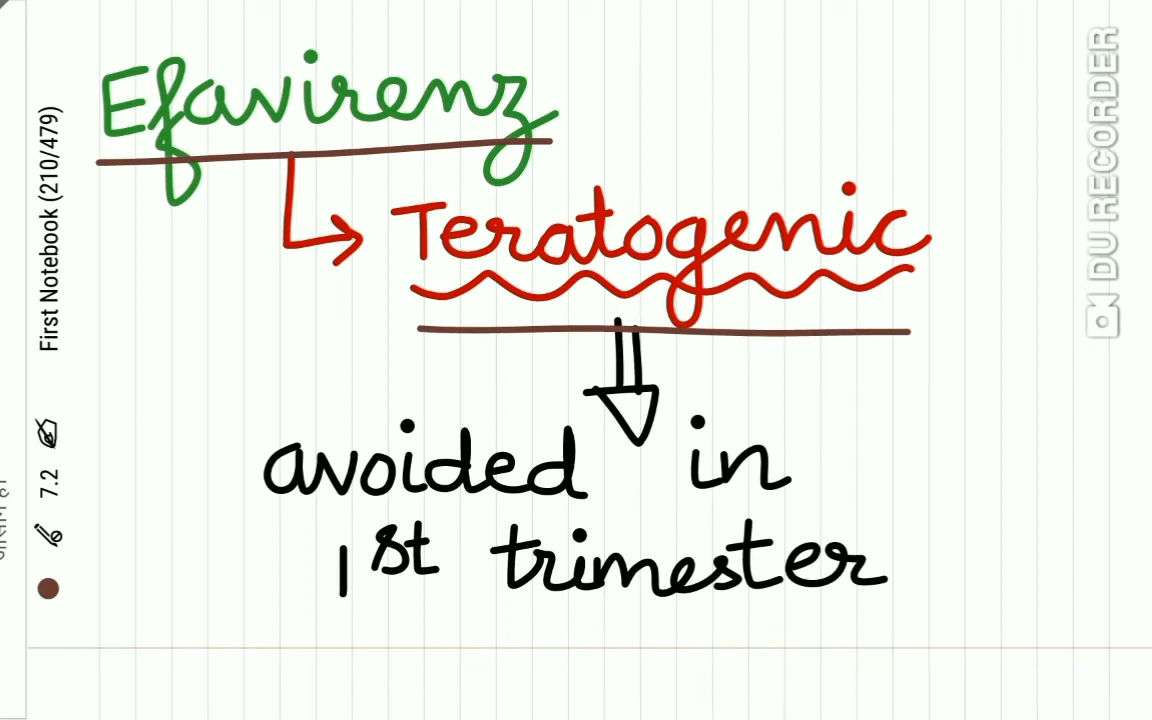 Efavirenz
Teratogenic
avoided in
1st trimester
First Notebook (210/479)
7.2
DU RECORDER